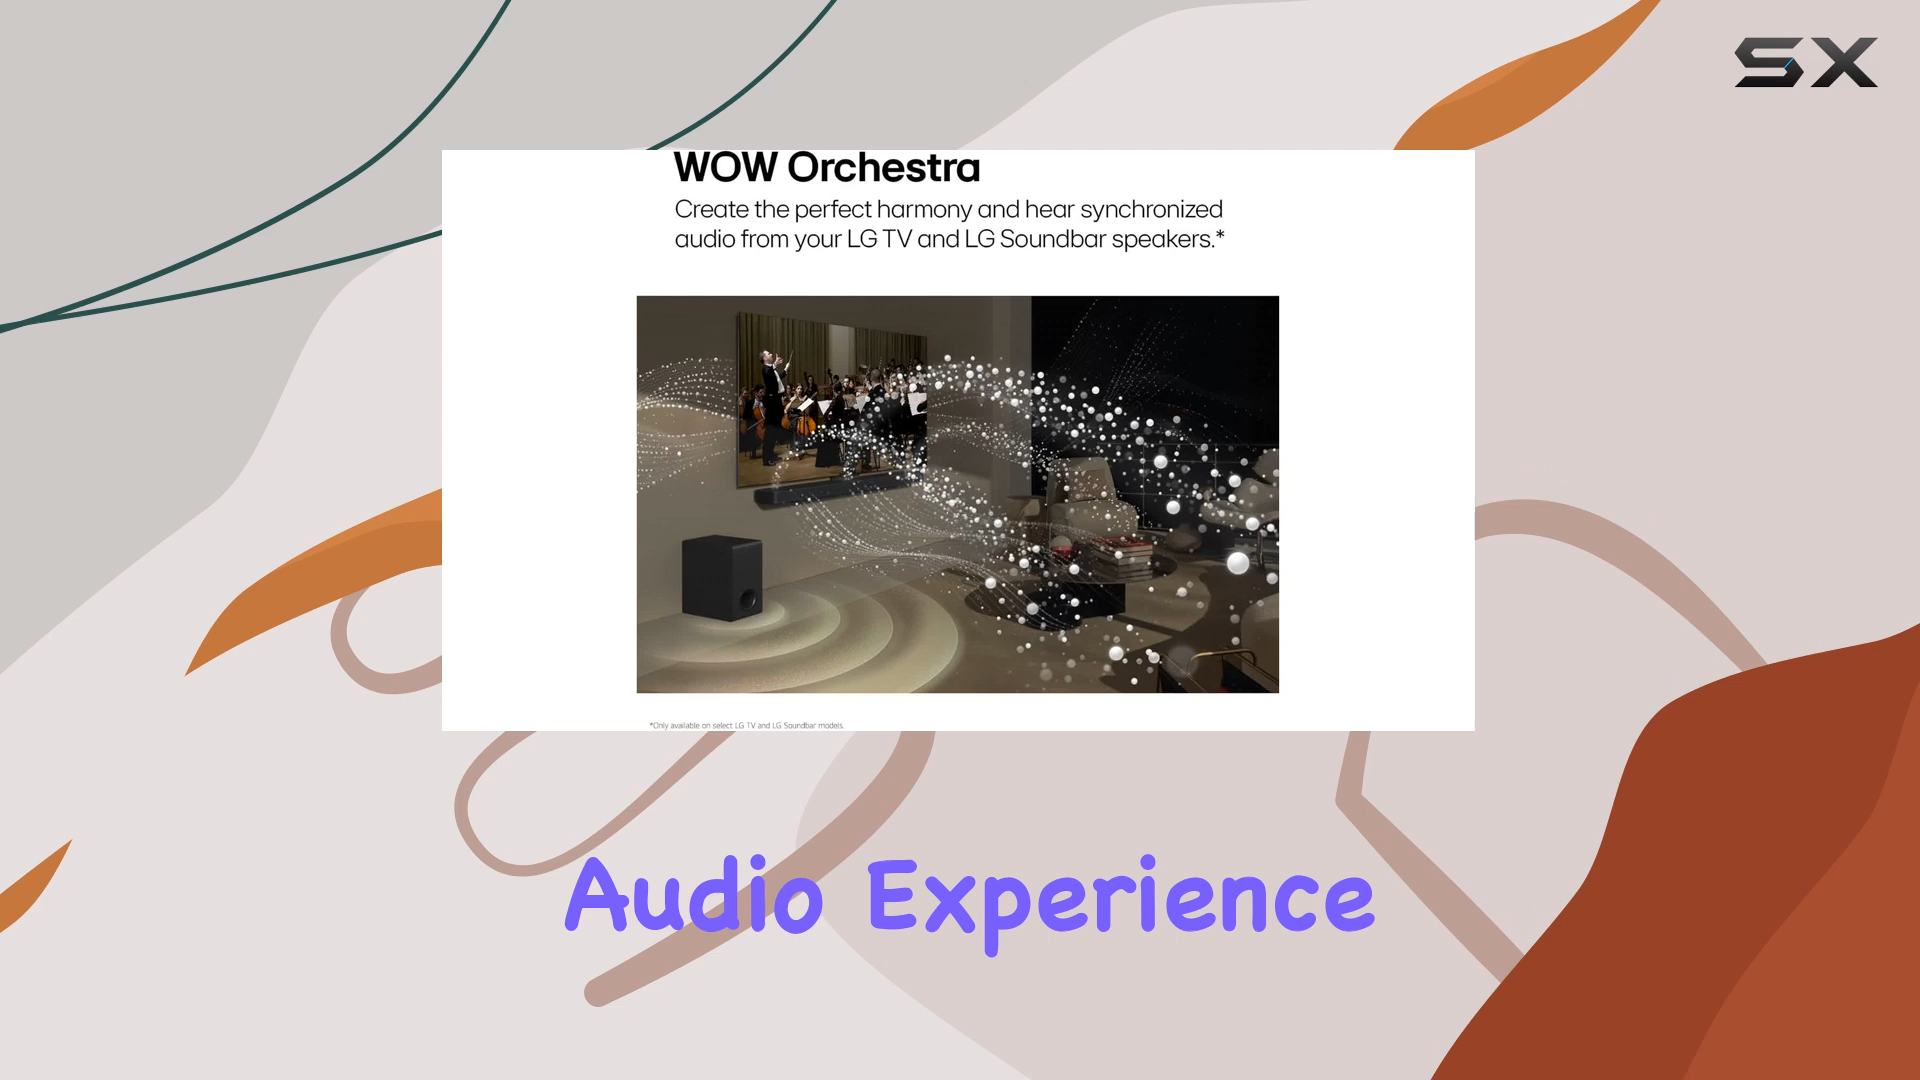 SX
WOW Orchestra
Create the perfect harmony and hear synchronized
audio from your LG TV and LG Soundbar speakers.*
*Only available on select LG TV and LG Soundbar models.
Audio Experience